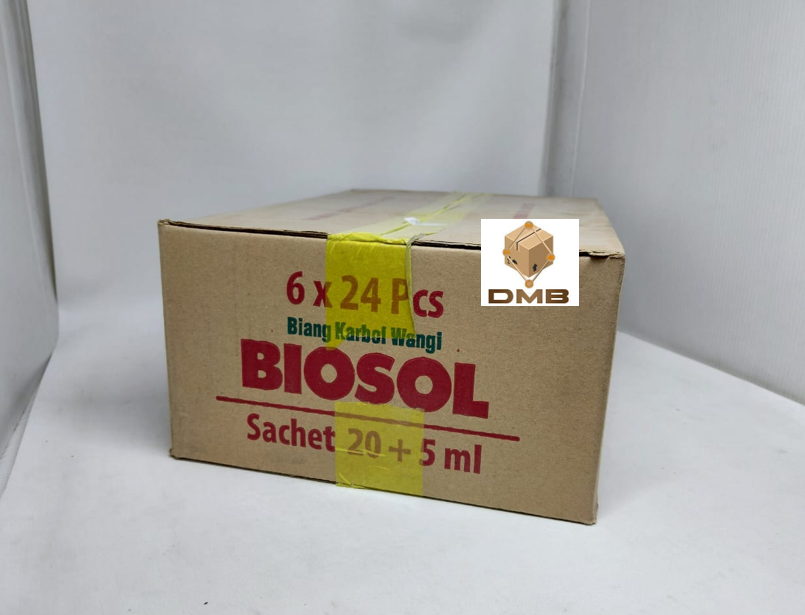 DMB
6 x 24 Pcs
Biang Karbol Wangi
BIOSOL
Sachet 20 + 5 ml